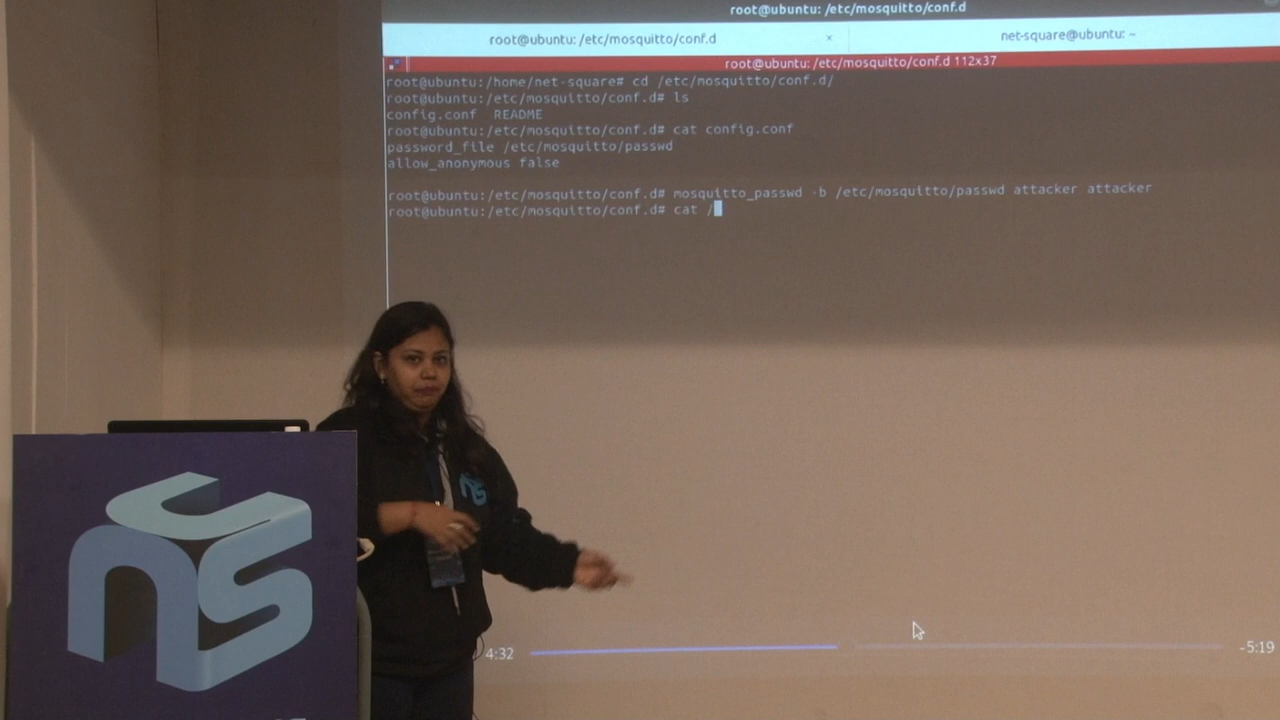 root@ubuntu: /etc/mosquitto/conf.d
root@ubuntu: /etc/mosquitto/conf.d × net-square@ubuntu: ~
root@ubuntu: /etc/mosquitto/conf.d 112x37
root@ubuntu:/home/net-square# cd /etc/mosquitto/conf.d/
root@ubuntu:/etc/mosquitto/conf.d# ls
config.conf README
root@ubuntu:/etc/mosquitto/conf.d# cat config.conf
password_file /etc/mosquitto/passwd
allow_anonymous false
root@ubuntu:/etc/mosquitto/conf.d# mosquitto_passwd -b /etc/mosquitto/passwd attacker attacker
root@ubuntu:/etc/mosquitto/conf.d# cat /
4:32 -5:19
nus